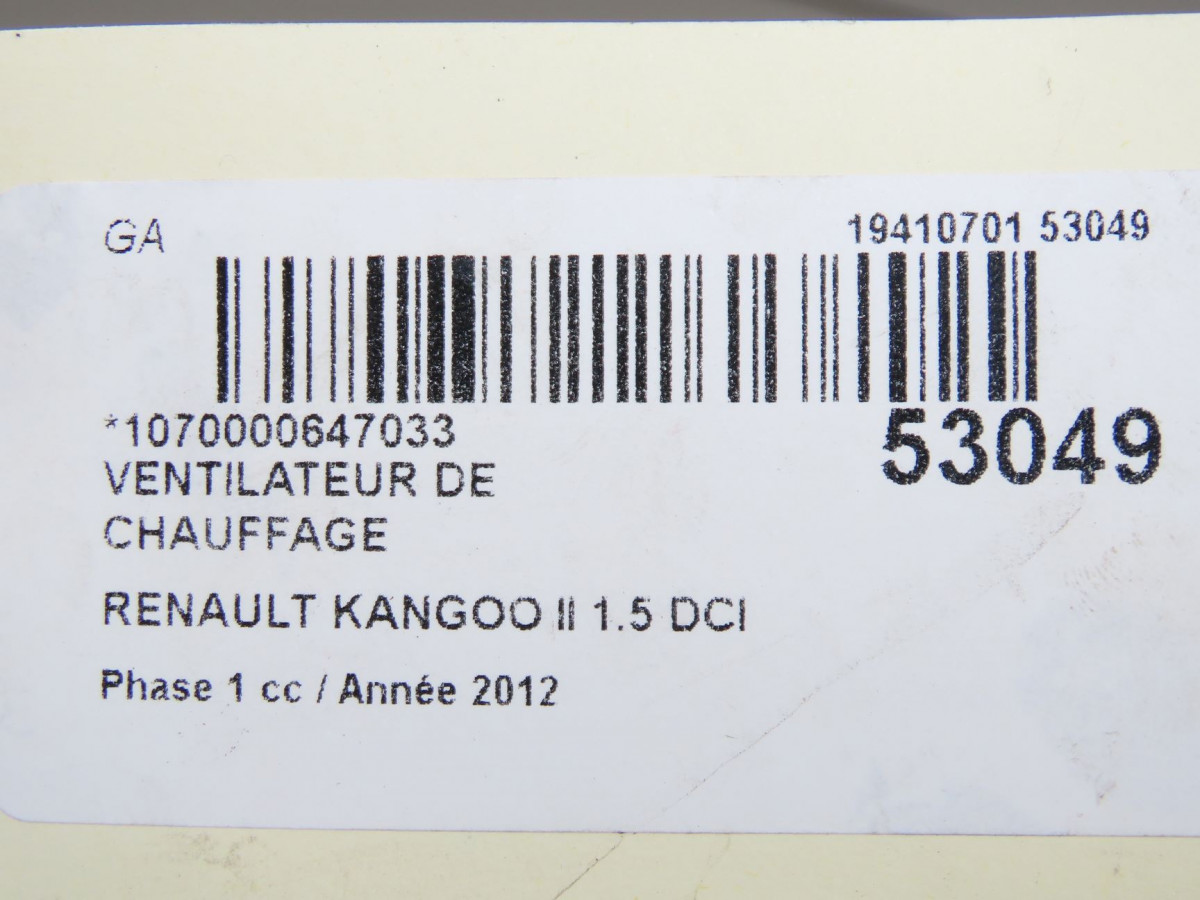 GA
19410701 53049
*1070000647033
53049
VENTILATEUR DE
CHAUFFAGE
RENAULT KANGOO II 1.5 DCI
Phase 1 cc / Année 2012